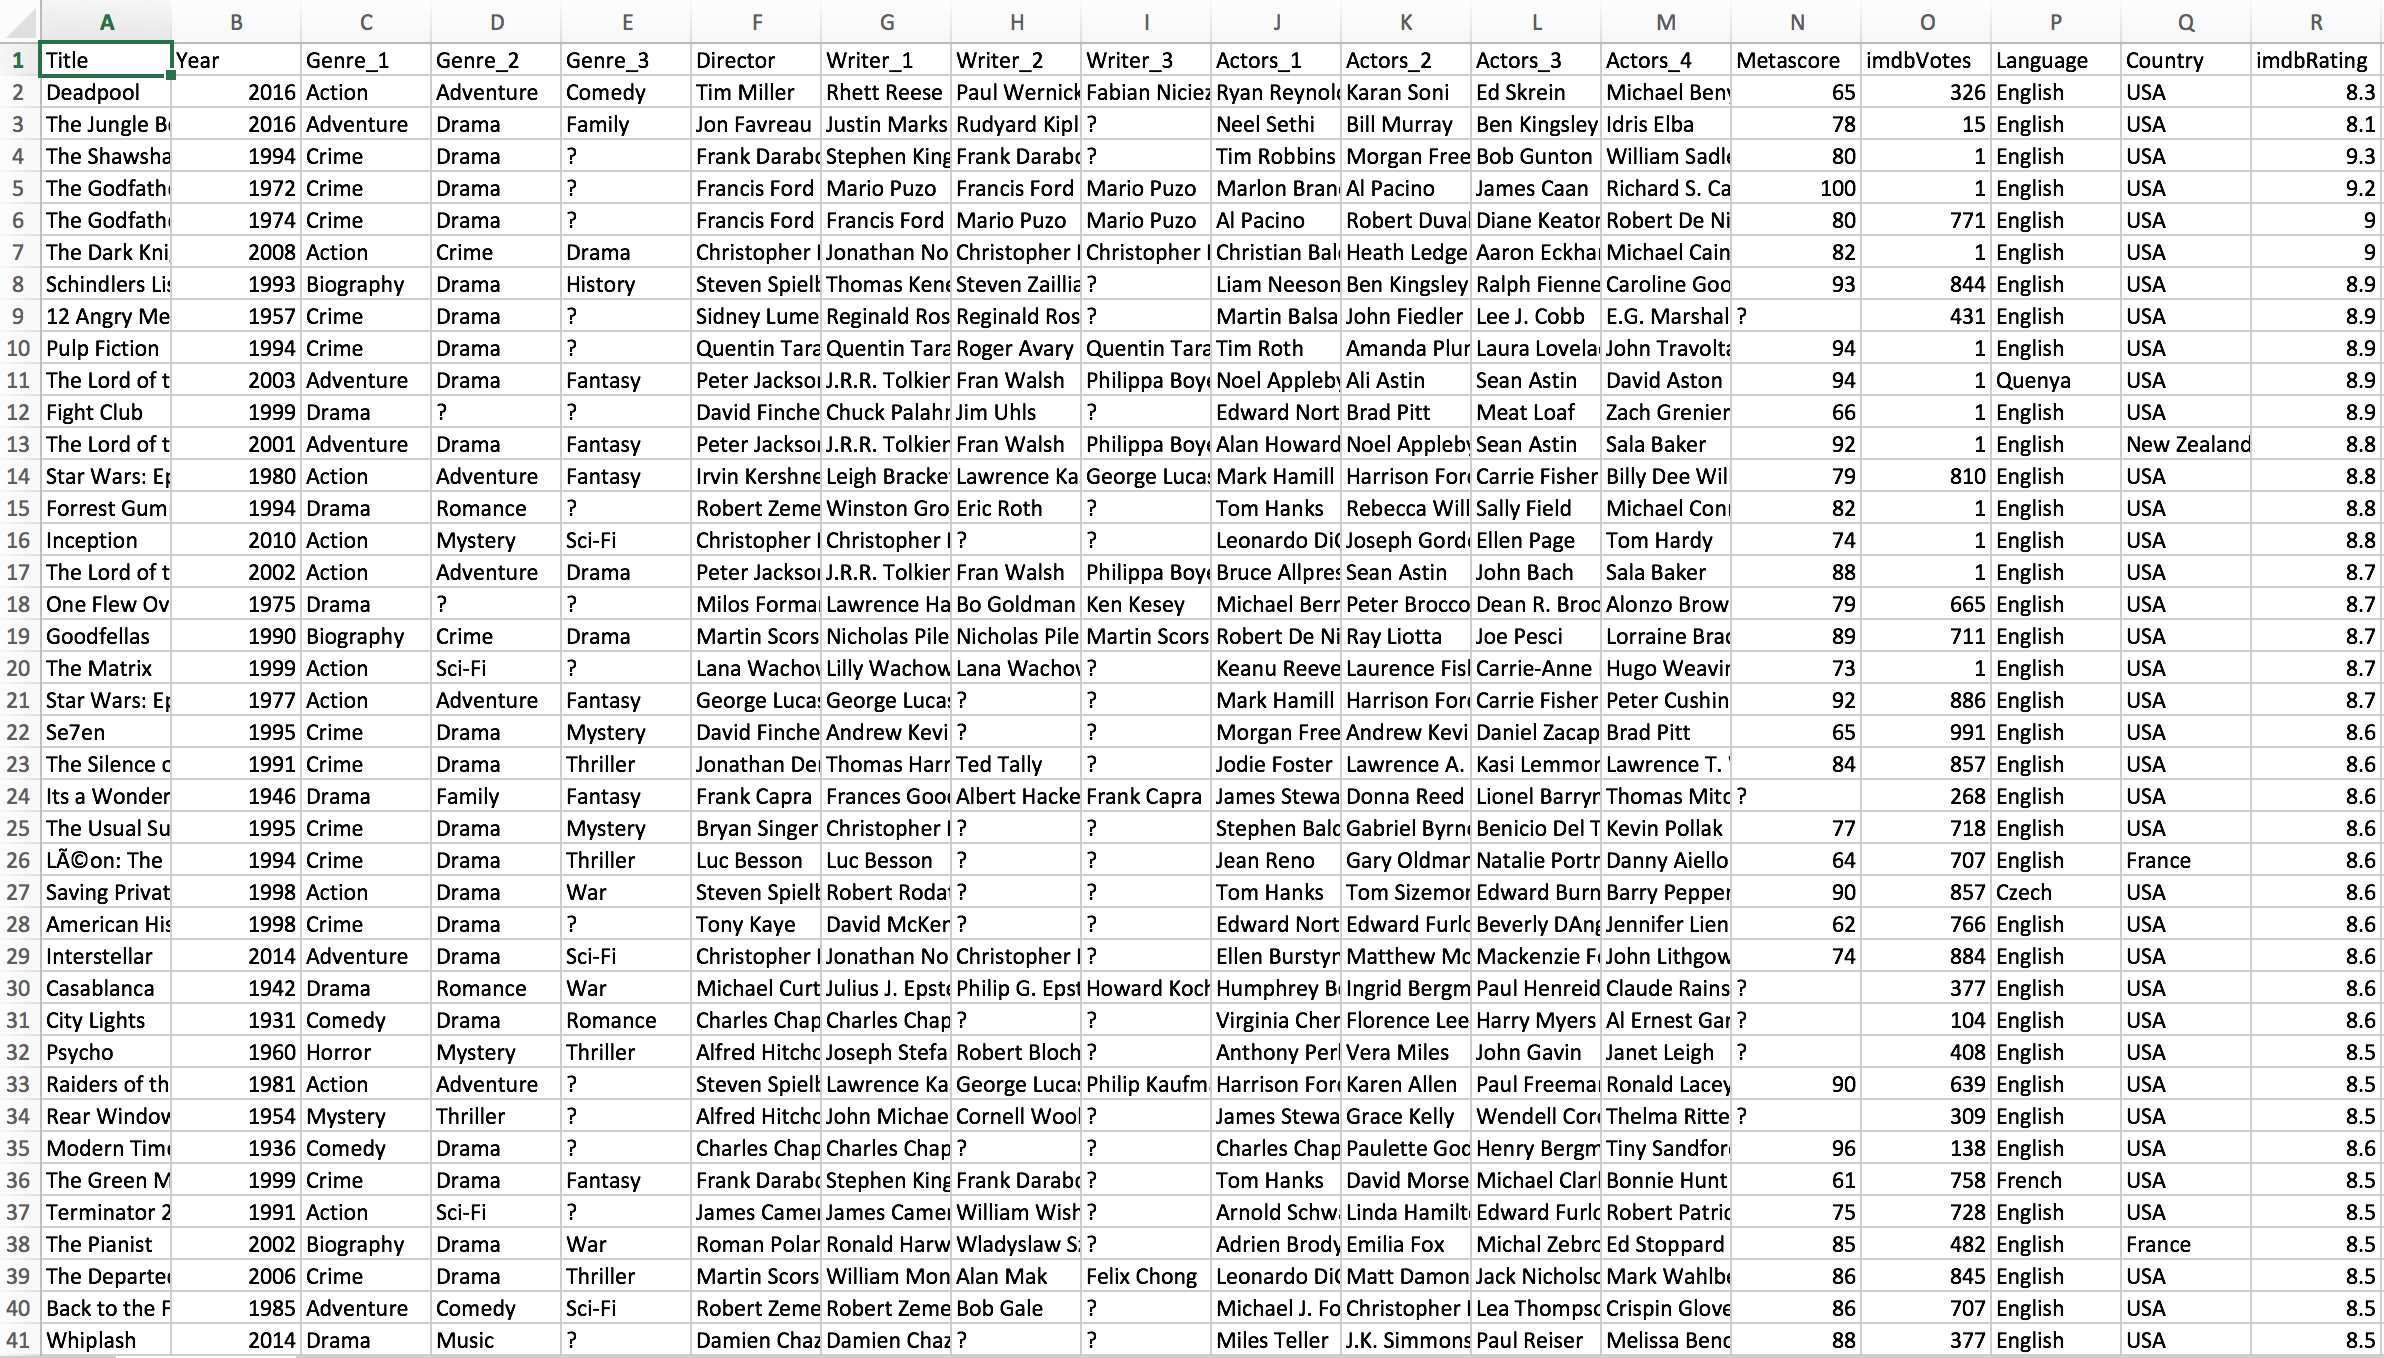 A B C D E F G H I J K L M N O P Q R
1 Title Year Genre_1 Genre_2 Genre_3 Director Writer_1 Writer_2 Writer_3 Actors_1 Actors_2 Actors_3 Actors_4 Metascore imdbVotes Language Country imdbRating
2 Deadpool 2016 Action Adventure Comedy Tim Miller Rhett Reese Paul Wernick Fabian Niciez Ryan Reynol Karan Soni Ed Skrein Michael Ben 65 326 English USA 8.3
3 The Jungle B 2016 Adventure Drama Family Jon Favreau Justin Marks Rudyard Kipl ? Neel Sethi Bill Murray Ben Kingsley Idris Elba 78 15 English USA 8.1
4 The Shawsha 1994 Crime Drama ? Frank Darab Stephen King Frank Darab ? Tim Robbins Morgan Free Bob Gunton William Sadl 80 1 English USA 9.3
5 The Godfath 1972 Crime Drama ? Francis Ford Mario Puzo Francis Ford Mario Puzo Marlon Bran Al Pacino James Caan Richard S. Ca 100 1 English USA 9.2
6 The Godfath 1974 Crime Drama ? Francis Ford Francis Ford Mario Puzo Mario Puzo Al Pacino Robert Duva Diane Keator Robert De Ni 80 771 English USA 9
7 The Dark Kni 2008 Action Crime Drama Christopher Jonathan No Christopher Christopher Christian Bal Heath Ledge Aaron Eckha Michael Cain 82 1 English USA 9
8 Schindlers Lis 1993 Biography Drama History Steven Spiel Thomas Kene Steven Zaillia ? Liam Neeson Ben Kingsley Ralph Fienne Caroline Goo 93 844 English USA 8.9
9 12 Angry Me 1957 Crime Drama ? Sidney Lume Reginald Ros Reginald Ros ? Martin Balsa John Fiedler Lee J. Cobb E.G. Marshal ? 431 English USA 8.9
10 Pulp Fiction 1994 Crime Drama ? Quentin Tara Quentin Tara Roger Avary Quentin Tara Tim Roth Amanda Plur Laura Lovela John Travolt 94 1 English USA 8.9
11 The Lord of t 2003 Adventure Drama Fantasy Peter Jackso J.R.R. Tolkier Fran Walsh Philippa Boy Noel Appleby Ali Astin Sean Astin David Aston 94 1 Quenya USA 8.9
12 Fight Club 1999 Drama ? ? David Finche Chuck Palahr Jim Uhls ? Edward Nort Brad Pitt Meat Loaf Zach Grenier 66 1 English USA 8.9
13 The Lord of t 2001 Adventure Drama Fantasy Peter Jackso J.R.R. Tolkier Fran Walsh Philippa Boy Alan Howard Noel Appleby Sean Astin Sala Baker 92 1 English New Zealand 8.8
14 Star Wars: Ep 1980 Action Adventure Fantasy Irvin Kershne Leigh Bracke Lawrence Ka George Luca Mark Hamill Harrison For Carrie Fisher Billy Dee Wil 79 810 English USA 8.8
15 Forrest Gum 1994 Drama Romance ? Robert Zeme Winston Gro Eric Roth ? Tom Hanks Rebecca Will Sally Field Michael Con 82 1 English USA 8.8
16 Inception 2010 Action Mystery Sci-Fi Christopher Christopher ? ? Leonardo DiC Joseph Gord Ellen Page Tom Hardy 74 1 English USA 8.8
17 The Lord of t 2002 Action Adventure Drama Peter Jackso J.R.R. Tolkier Fran Walsh Philippa Boy Bruce Allpres Sean Astin John Bach Sala Baker 88 1 English USA 8.7
18 One Flew Ov 1975 Drama ? ? Milos Forma Lawrence Ha Bo Goldman Ken Kesey Michael Berr Peter Brocco Dean R. Broo Alonzo Brow 79 665 English USA 8.7
19 Goodfellas 1990 Biography Crime Drama Martin Scors Nicholas Pile Nicholas Pile Martin Scors Robert De Ni Ray Liotta Joe Pesci Lorraine Brac 89 711 English USA 8.7
20 The Matrix 1999 Action Sci-Fi ? Lana Wachov Lilly Wachow Lana Wachov ? Keanu Reeve Laurence Fisl Carrie-Anne Hugo Weavir 73 1 English USA 8.7
21 Star Wars: Ep 1977 Action Adventure Fantasy George Luca George Luca ? ? Mark Hamill Harrison For Carrie Fisher Peter Cushin 92 886 English USA 8.7
22 Se7en 1995 Crime Drama Mystery David Finche Andrew Kevi ? ? Morgan Free Andrew Kevi Daniel Zacap Brad Pitt 65 991 English USA 8.6
23 The Silence o 1991 Crime Drama Thriller Jonathan De Thomas Harr Ted Tally ? Jodie Foster Lawrence A. Kasi Lemmor Lawrence T. 84 857 English USA 8.6
24 Its a Wonder 1946 Drama Family Fantasy Frank Capra Frances Goo Albert Hacke Frank Capra James Stewa Donna Reed Lionel Barryr Thomas Mitc ? 268 English USA 8.6
25 The Usual Su 1995 Crime Drama Mystery Bryan Singer Christopher ? ? Stephen Balc Gabriel Byrn Benicio Del T Kevin Pollak 77 718 English USA 8.6
26 LÃ©on: The 1994 Crime Drama Thriller Luc Besson Luc Besson ? ? Jean Reno Gary Oldmar Natalie Portr Danny Aiello 64 707 English France 8.6
27 Saving Privat 1998 Action Drama War Steven Spiel Robert Roda ? ? Tom Hanks Tom Sizemor Edward Burn Barry Pepper 90 857 Czech USA 8.6
28 American His 1998 Crime Drama ? Tony Kaye David McKer ? ? Edward Nort Edward Furlo Beverly DAng Jennifer Lien 62 766 English USA 8.6
29 Interstellar 2014 Adventure Drama Sci-Fi Christopher Jonathan No Christopher ? Ellen Burstyr Matthew Mc Mackenzie F John Lithgow 74 884 English USA 8.6
30 Casablanca 1942 Drama Romance War Michael Curt Julius J. Epst Philip G. Epst Howard Koch Humphrey B Ingrid Bergm Paul Henreid Claude Rains ? 377 English USA 8.6
31 City Lights 1931 Comedy Drama Romance Charles Chap Charles Chap ? ? Virginia Cher Florence Lee Harry Myers Al Ernest Gar ? 104 English USA 8.6
32 Psycho 1960 Horror Mystery Thriller Alfred Hitchc Joseph Stefa Robert Bloch ? Anthony Perl Vera Miles John Gavin Janet Leigh ? 408 English USA 8.5
33 Raiders of th 1981 Action Adventure ? Steven Spiel Lawrence Ka George Luca Philip Kaufm Harrison For Karen Allen Paul Freema Ronald Lacey 90 639 English USA 8.5
34 Rear Window 1954 Mystery Thriller ? Alfred Hitchc John Michae Cornell Wool ? James Stewa Grace Kelly Wendell Cor Thelma Ritte ? 309 English USA 8.5
35 Modern Tim 1936 Comedy Drama ? Charles Chap Charles Chap ? ? Charles Chap Paulette Goc Henry Bergm Tiny Sandfor 96 138 English USA 8.6
36 The Green M 1999 Crime Drama Fantasy Frank Darab Stephen King Frank Darab ? Tom Hanks David Morse Michael Clarl Bonnie Hunt 61 758 French USA 8.5
37 Terminator 2 1991 Action Sci-Fi ? James Came James Came William Wish ? Arnold Schw Linda Hamilt Edward Furlo Robert Patric 75 728 English USA 8.5
38 The Pianist 2002 Biography Drama War Roman Polar Ronald Harw Wladyslaw S ? Adrien Brody Emilia Fox Michal Zebro Ed Stoppard 85 482 English France 8.5
39 The Departe 2006 Crime Drama Thriller Martin Scors William Mon Alan Mak Felix Chong Leonardo DiC Matt Damon Jack Nicholso Mark Wahlbe 86 845 English USA 8.5
40 Back to the F 1985 Adventure Comedy Sci-Fi Robert Zeme Robert Zeme Bob Gale ? Michael J. Fo Christopher Lea Thompso Crispin Glove 86 707 English USA 8.5
41 Whiplash 2014 Drama Music ? Damien Chaz Damien Chaz ? ? Miles Teller J.K. Simmons Paul Reiser Melissa Benc 88 377 English USA 8.5